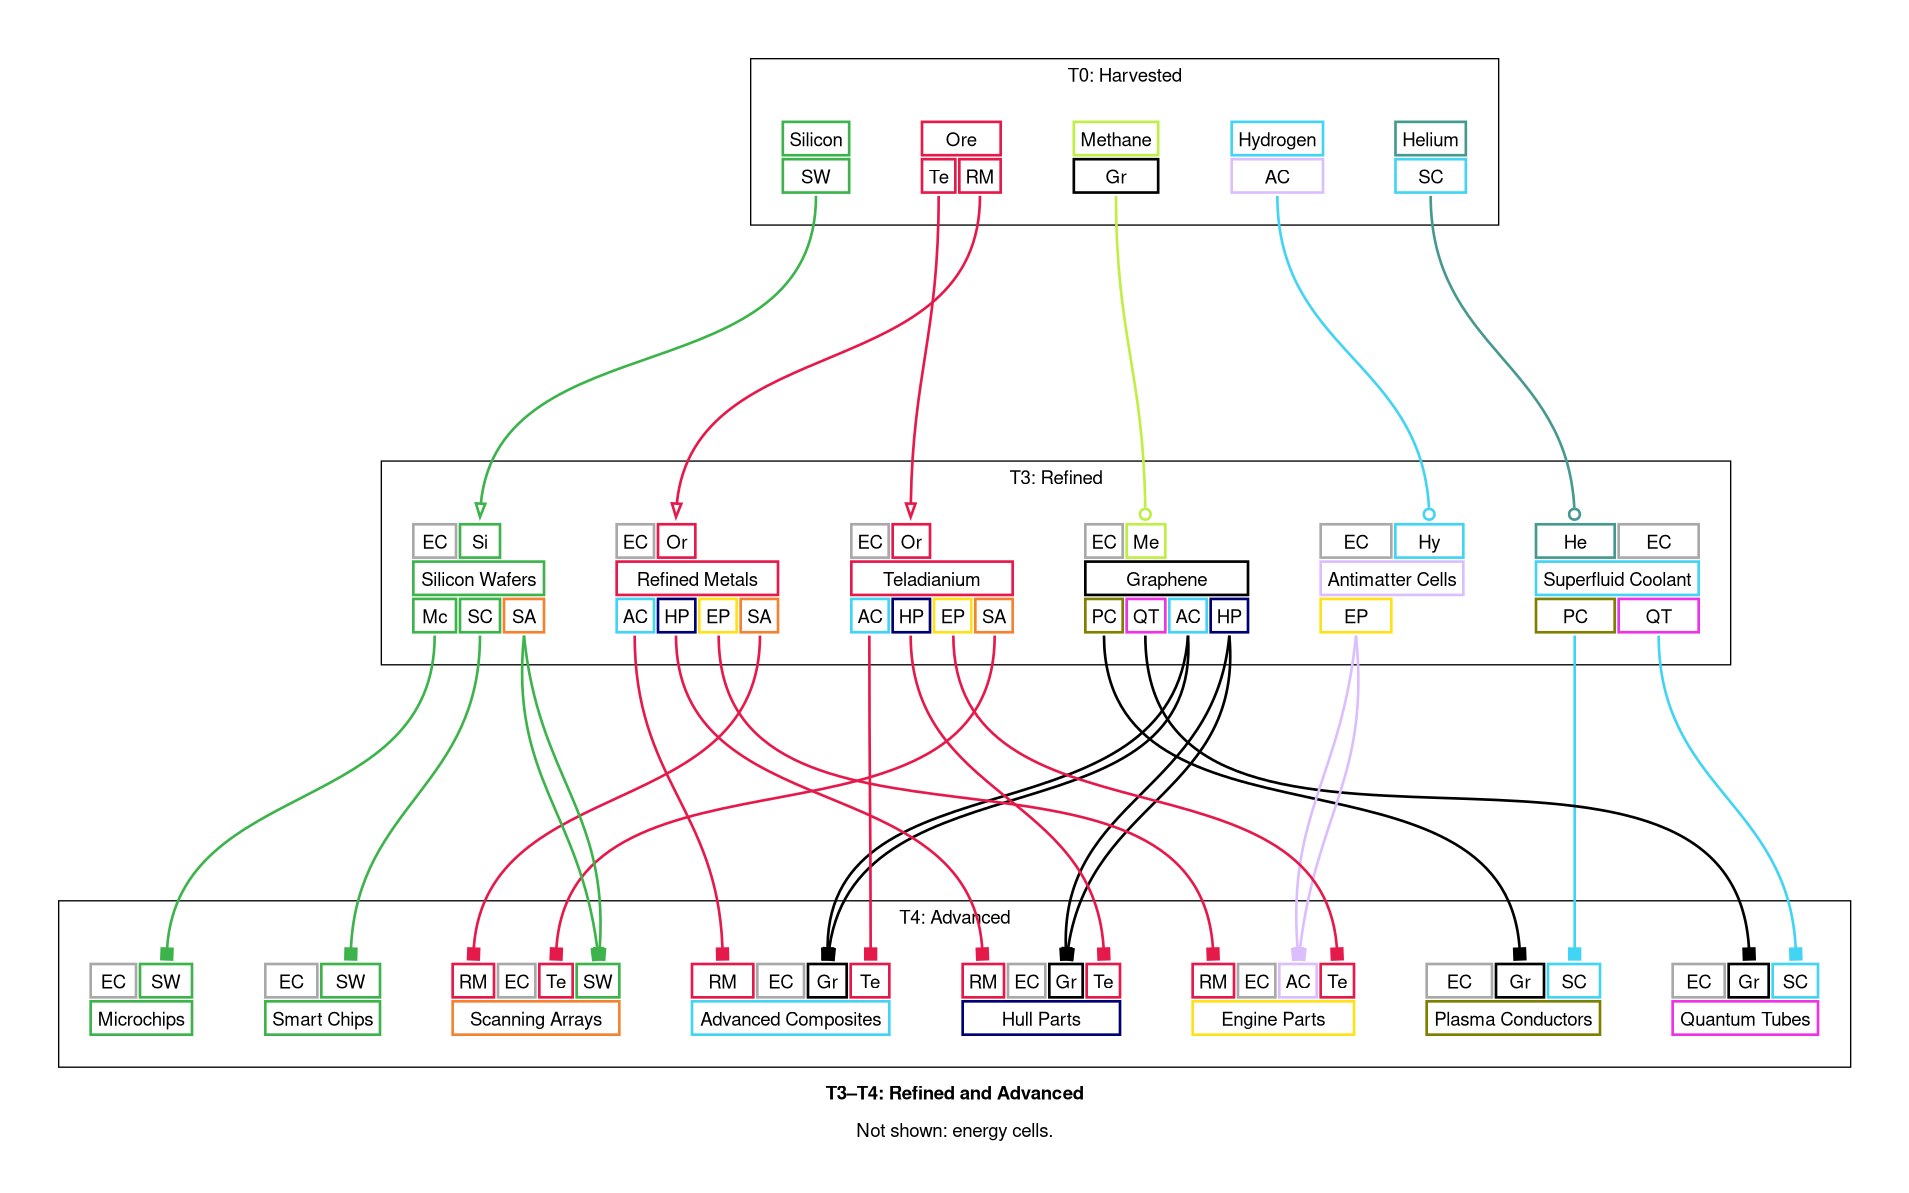 T0: Harvested
Silicon Ore Methane Hydrogen Helium
SW Te RM Gr AC SC
T3: Refined
EC Si EC Or EC Or EC Me EC Hy He EC
Silicon Wafers Refined Metals Teladianium Graphene Antimatter Cells Superfluid Coolant
Mc SC SA AC HP EP SA AC HP EP SA PC QT AC HP EP PC QT
T4: Advanced
EC SW EC SW RM EC Te SW RM EC Gr Te RM EC Gr Te RM EC AC Te EC Gr SC EC Gr SC
Microchips Smart Chips Scanning Arrays Advanced Composites Hull Parts Engine Parts Plasma Conductors Quantum Tubes
T3–T4: Refined and Advanced
Not shown: energy cells.